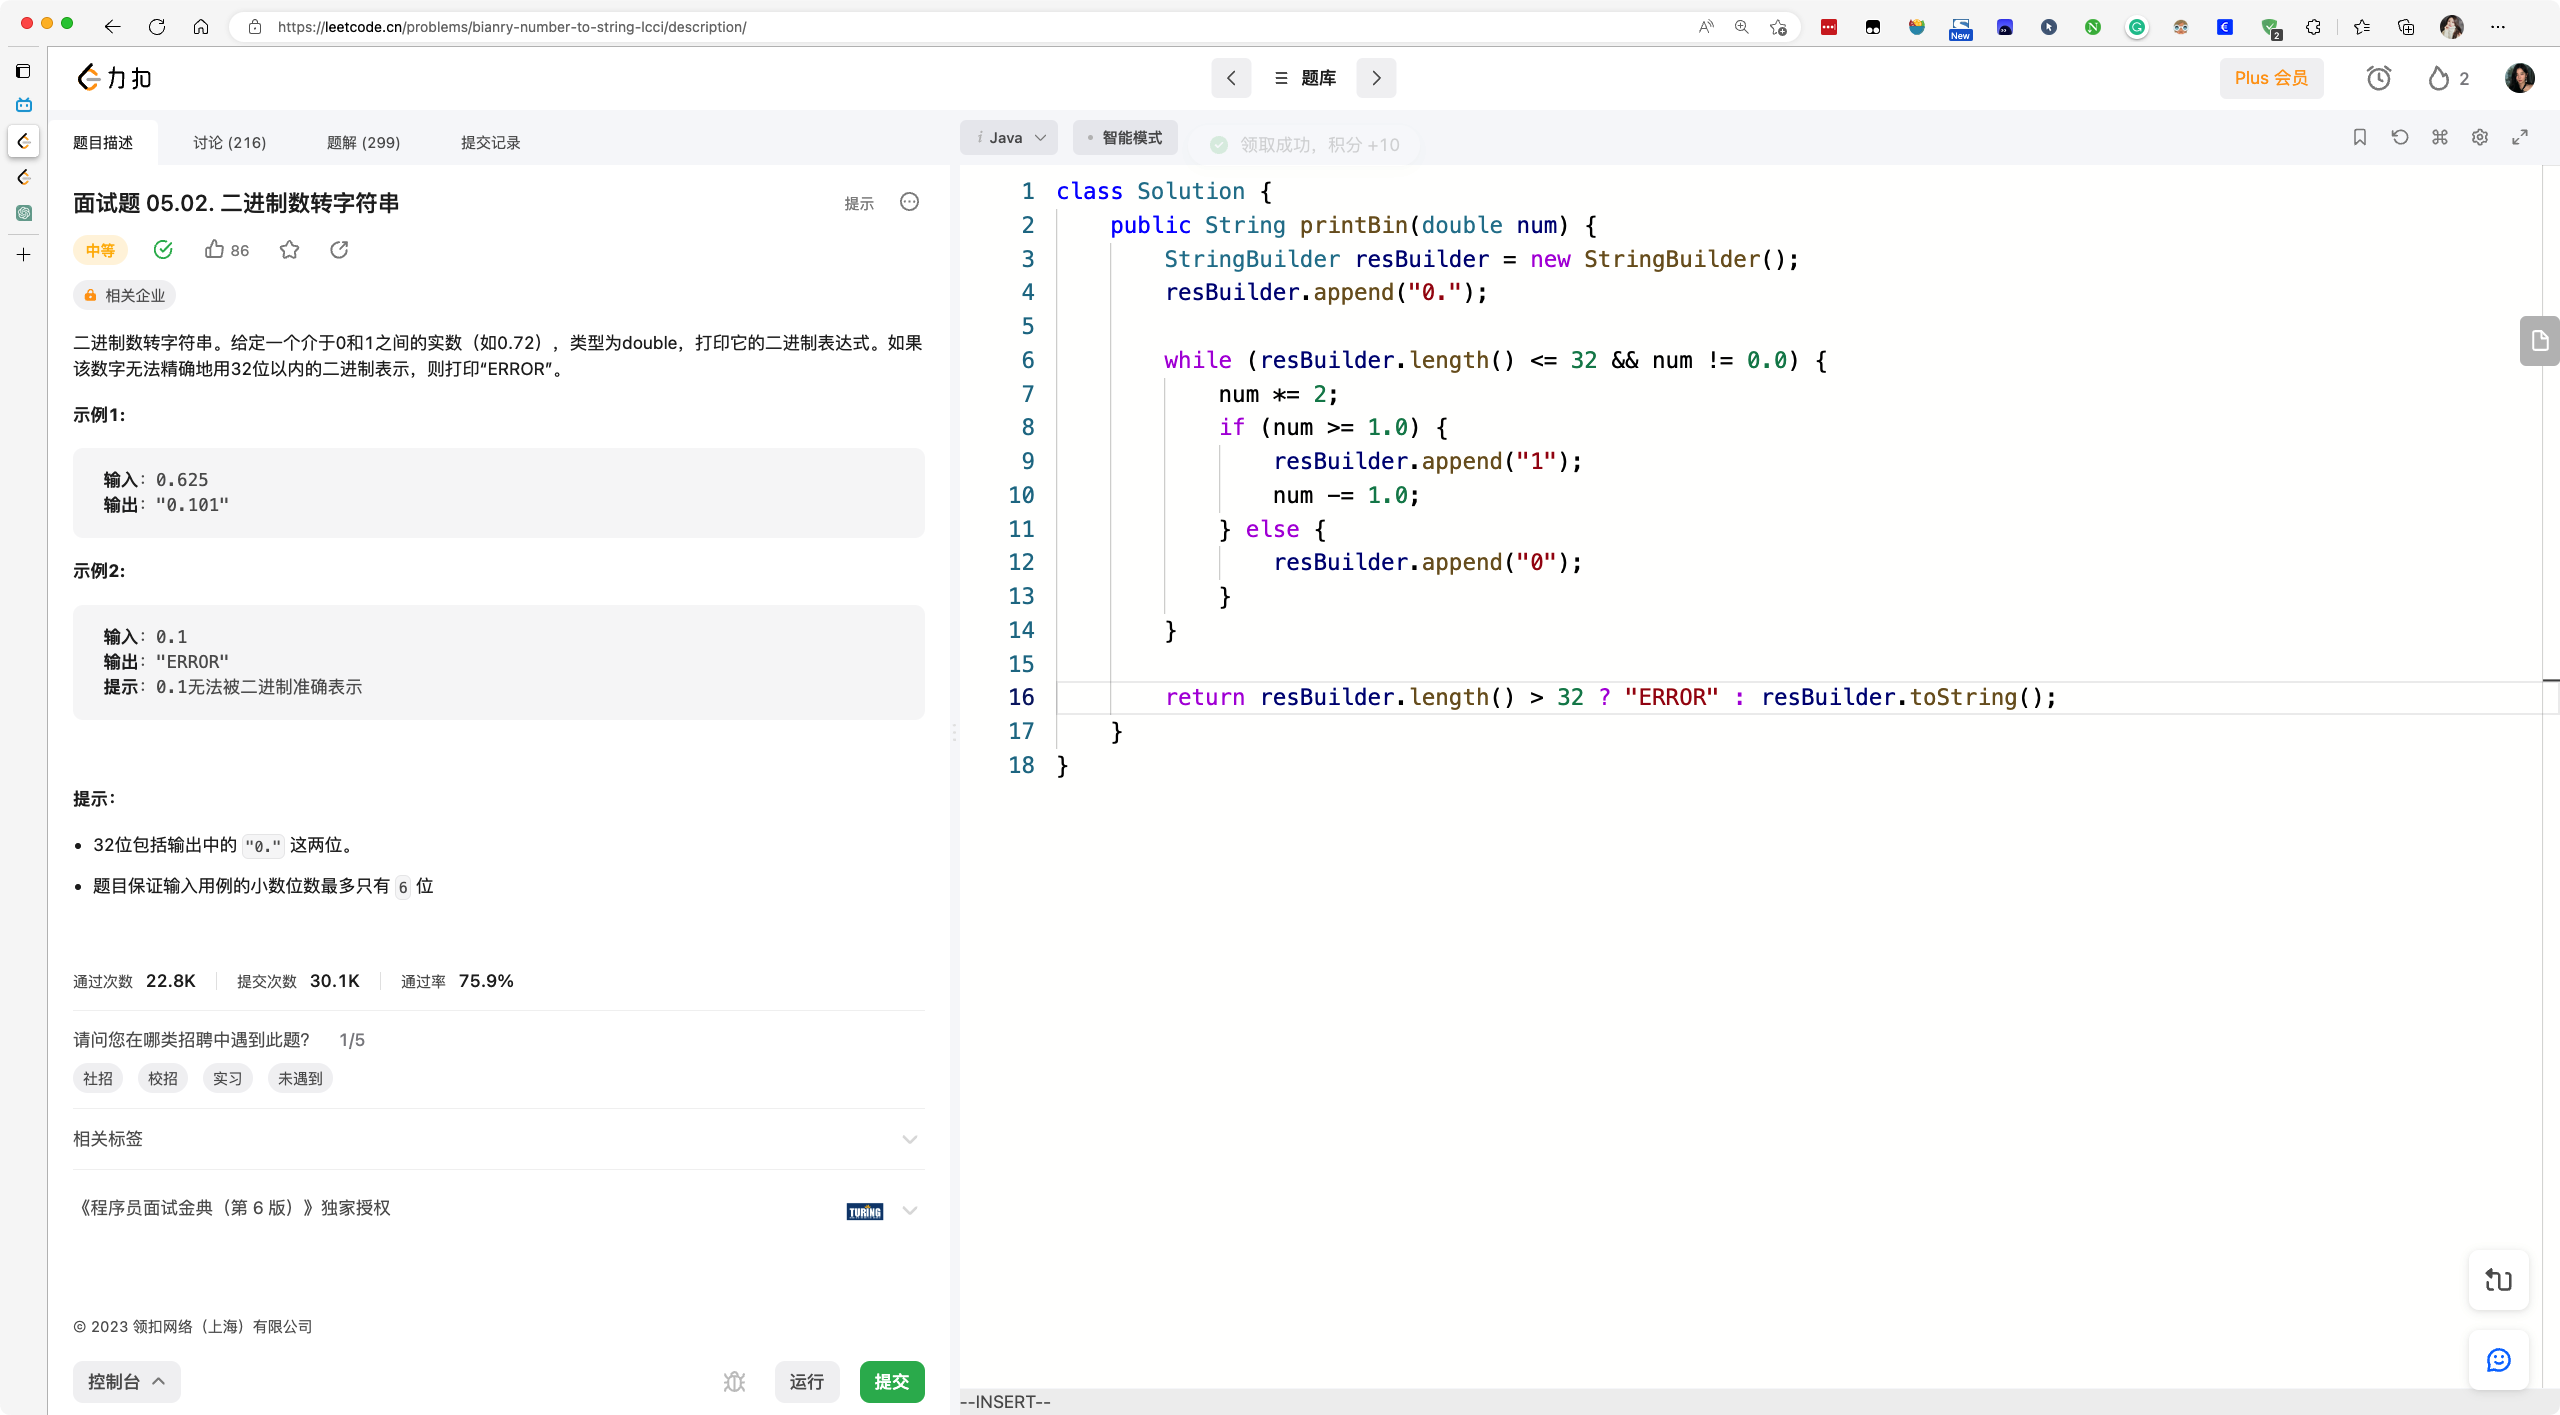 https://leetcode.cn/problems/bianry-number-to-string-lcci/description/
New
2
力扣
题库
Plus 会员
2
题目描述
讨论 (216)
题解 (299)
提交记录
面试题 05.02. 二进制数转字符串
提示
中等
86
相关企业
二进制数转字符串。给定一个介于0和1之间的实数（如0.72），类型为double，打印它的二进制表达式。如果
该数字无法精确地用32位以内的二进制表示，则打印“ERROR”。
示例1:
输入：0.625
输出："0.101"
示例2:
输入：0.1
输出："ERROR"
提示：0.1无法被二进制准确表示
提示：
32位包括输出中的 "0." 这两位。
题目保证输入用例的小数位数最多只有 6 位
通过次数 22.8K
提交次数 30.1K
通过率 75.9%
请问您在哪类招聘中遇到此题？ 1/5
社招
校招
实习
未遇到
相关标签
《程序员面试金典（第 6 版）》独家授权
TURING
© 2023 领扣网络（上海）有限公司
控制台
运行
提交
i Java
智能模式
领取成功，积分 +10
1 class Solution {
2 public String printBin(double num) {
3 StringBuilder resBuilder = new StringBuilder();
4 resBuilder.append("0.");
5
6 while (resBuilder.length() <= 32 && num != 0.0) {
7 num *= 2;
8 if (num >= 1.0) {
9 resBuilder.append("1");
10 num -= 1.0;
11 } else {
12 resBuilder.append("0");
13 }
14 }
15
16 return resBuilder.length() > 32 ? "ERROR" : resBuilder.toString();
17 }
18 }
--INSERT--